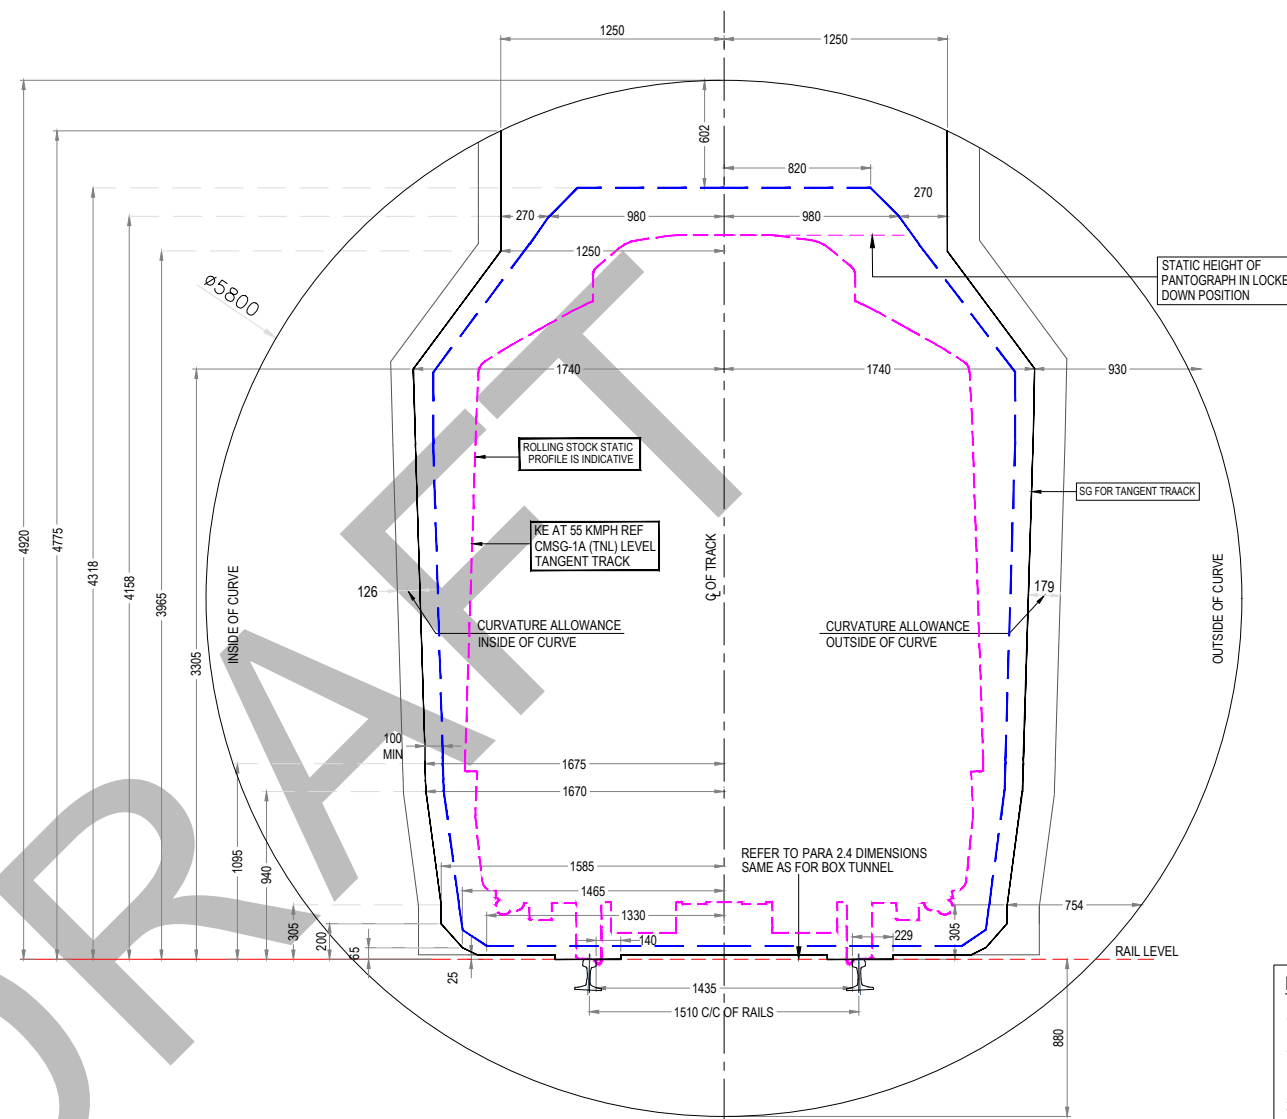 1250
1250
602
820
270
270
980
980
1250
STATIC HEIGHT OF
PANTOGRAPH IN LOCKE
DOWN POSITION
ø5800
1740
1740
930
ROLLING STOCK STATIC
PROFILE IS INDICATIVE
SG FOR TANGENT TRAACK
KE AT 55 KMPH REF
CMSG-1A (TNL) LEVEL
TANGENT TRACK
4920
4775
4318
4158
3965
3305
INSIDE OF CURVE
126
CURVATURE ALLOWANCE
INSIDE OF CURVE
℄ OF TRACK
CURVATURE ALLOWANCE
OUTSIDE OF CURVE
179
OUTSIDE OF CURVE
100
MIN
1675
1670
1095
940
REFER TO PARA 2.4 DIMENSIONS
SAME AS FOR BOX TUNNEL
1585
1465
1330
754
305
200
65
25
140
229
305
RAIL LEVEL
1435
1510 C/C OF RAILS
880
DRAFT